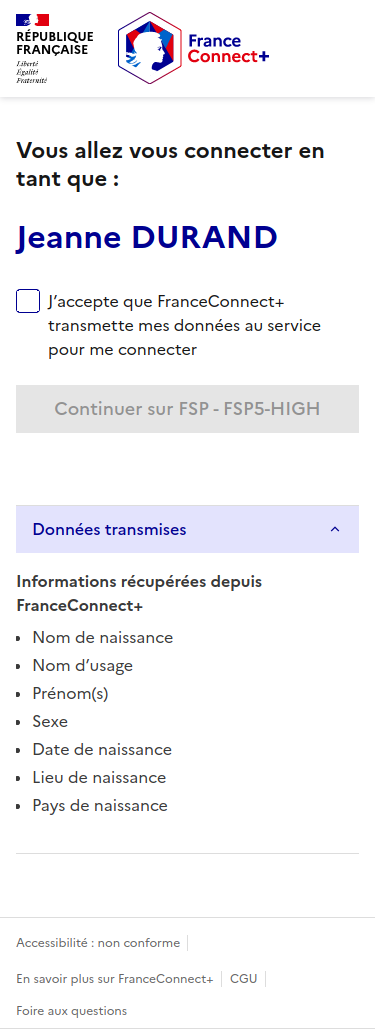 RÉPUBLIQUE
FRANÇAISE
Liberté
Égalité
Fraternité
France
Connect+
Vous allez vous connecter en
tant que :
Jeanne DURAND
J’accepte que FranceConnect+
transmette mes données au service
pour me connecter
Continuer sur FSP - FSP5-HIGH
Données transmises
Informations récupérées depuis
FranceConnect+
• Nom de naissance
• Nom d’usage
• Prénom(s)
• Sexe
• Date de naissance
• Lieu de naissance
• Pays de naissance
Accessibilité : non conforme
En savoir plus sur FranceConnect+ CGU
Foire aux questions